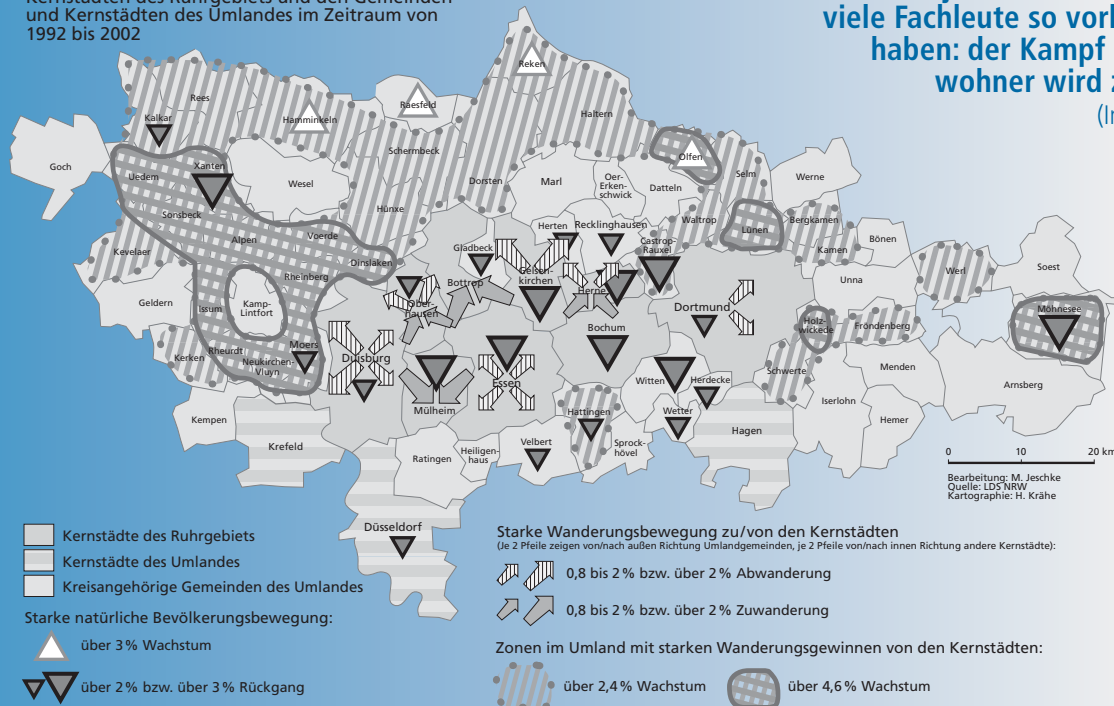 Kernstädten des Ruhrgebiets und den Gemeinden
und Kernstädten des Umlandes im Zeitraum von
1992 bis 2002
viele Fachleute so
haben: der Kampf
wohner wird
Reken
Rees
Raesfeld
Hamminkeln
Haltern
Kalkar
Schermbeck
Olfen
Goch
Xanten
Uedem
Wesel
Dorsten
Marl
Oer-
Erken-
schwick
Datteln
Selm
Werne
Sonsbeck
Hünxe
Alpen
Voerde
Waltrop
Lünen
Bergkamen
Herten
Recklinghausen
Castrop-
Rauxel
Kevelaer
Dinslaken
Gladbeck
Kamen
Bönen
Rheinberg
Gelsen-
kirchen
Werl
Soest
Unna
Bottrop
Herne
Geldern
Issum
Kamp-
Lintfort
Ober-
hausen
Dortmund
Möhnesee
Holz-
wickede
Fröndenberg
Bochum
Moers
Duisburg
Kerken
Rheurdt
Neukirchen-
Vluyn
Essen
Schwerte
Menden
Witten
Herdecke
Arnsberg
Mülheim
Hattingen
Wetter
Iserlohn
Kempen
Hagen
Hemer
Krefeld
Ratingen
Heiligen-
haus
Velbert
Sprock-
hövel
0 10 20 km
Bearbeitung: M. Jeschke
Quelle: LDS NRW
Kartographie: H. Krähe
Düsseldorf
Kernstädte des Ruhrgebiets
Kernstädte des Umlandes
Kreisangehörige Gemeinden des Umlandes
Starke natürliche Bevölkerungsbewegung:
über 3% Wachstum
über 2% bzw. über 3% Rückgang
Starke Wanderungsbewegung zu/von den Kernstädten
(Je 2 Pfeile zeigen von/nach außen Richtung Umlandgemeinden, je 2 Pfeile von/nach innen Richtung andere Kernstädte):
0,8 bis 2% bzw. über 2% Abwanderung
0,8 bis 2% bzw. über 2% Zuwanderung
Zonen im Umland mit starken Wanderungsgewinnen von den Kernstädten:
über 2,4% Wachstum
über 4,6% Wachstum